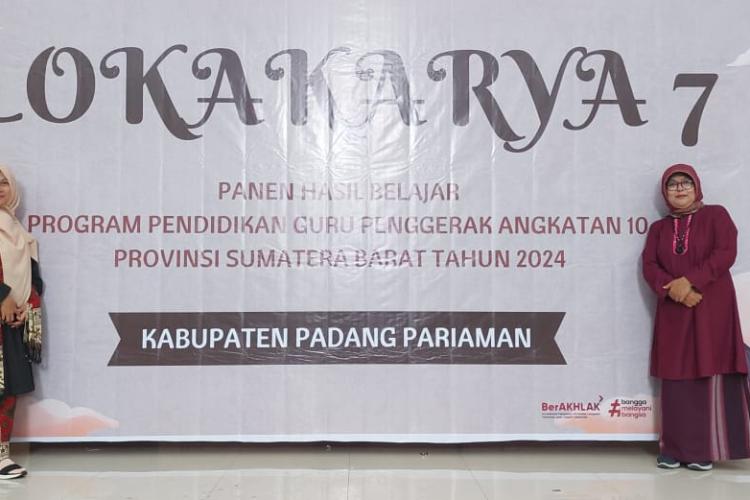 LOKAKARYA 7
PANEN HASIL BELAJAR
PROGRAM PENDIDIKAN GURU PENGGERAK ANGKATAN 10
PROVINSI SUMATERA BARAT TAHUN 2024
KABUPATEN PADANG PARIAMAN
BerAKHLAK
#bangga
melayani
bangsa